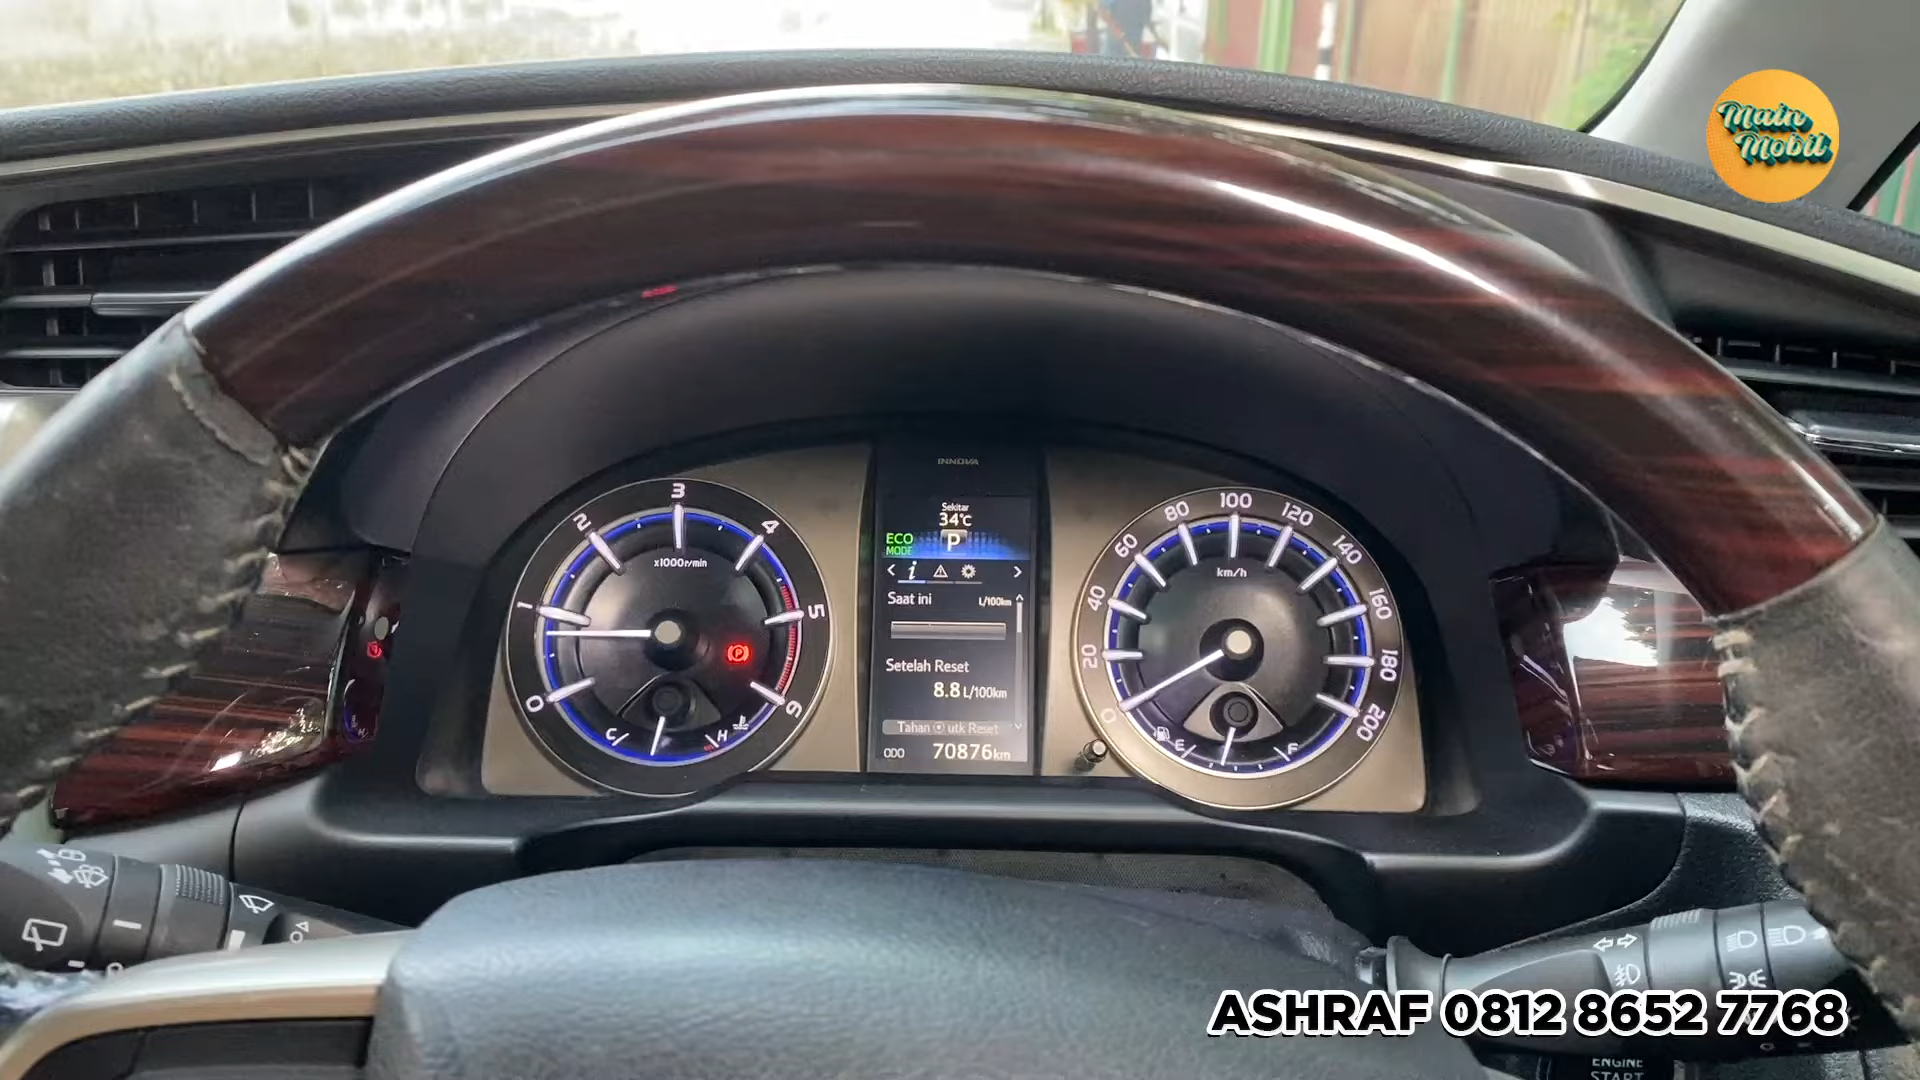 Main
Mobil
INNOVA
Sekitar
34°C
ECO
MODE
P
Saat ini
L/100km
Setelah Reset
8.8 L/100km
Tahan utk Reset
ODO 70876km
0
1
2
3
4
5
6
x1000r/min
C
H
P
0
20
40
60
80
100
120
140
160
180
200
km/h
E
F
ASHRAF 0812 8652 7768
ENGINE
START